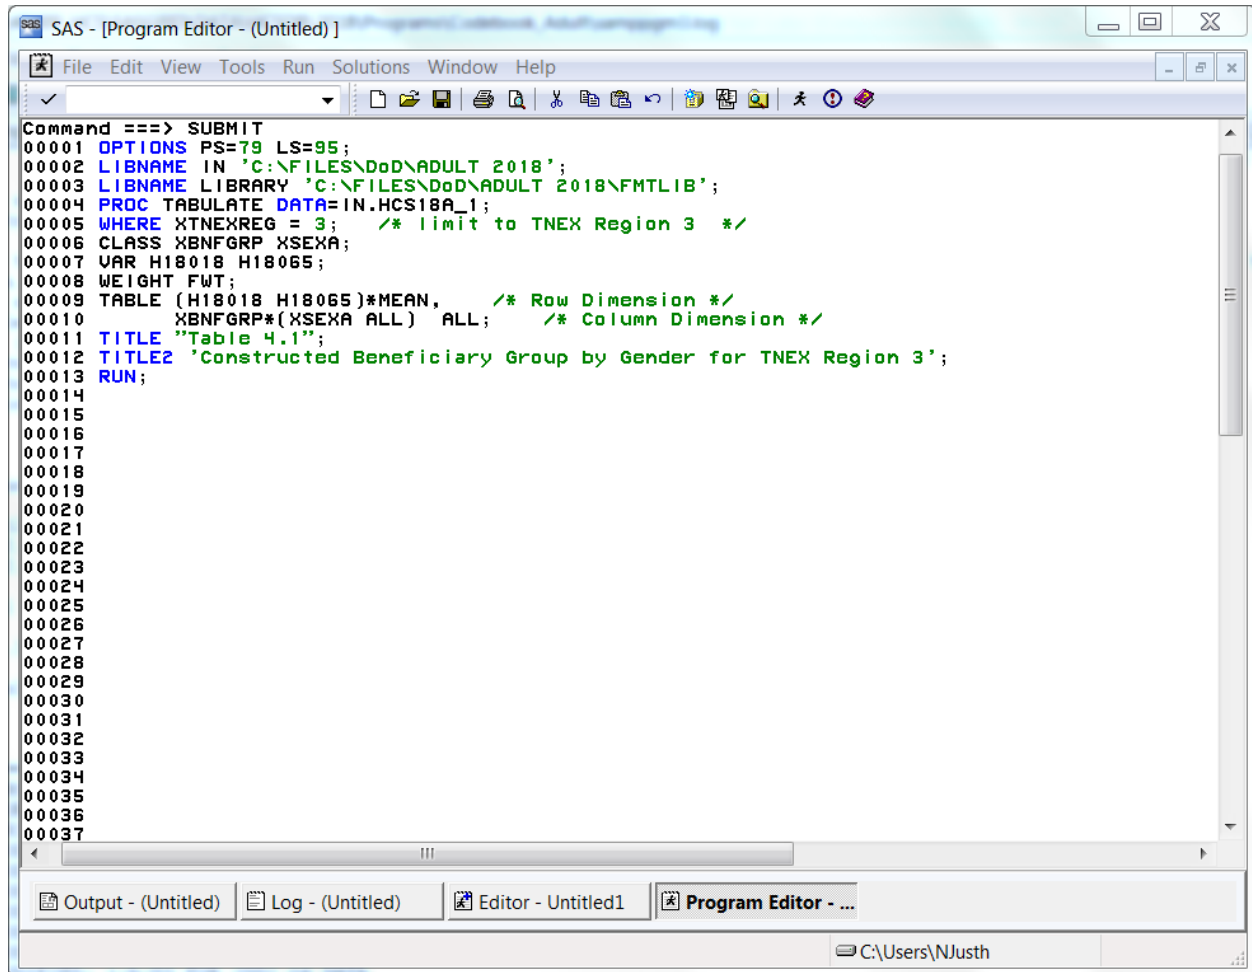 SAS - [Program Editor - (Untitled) ]
File Edit View Tools Run Solutions Window Help
Command ===> SUBMIT
00001 OPTIONS PS=79 LS=95;
00002 LIBNAME IN 'C:\FILES\DoD\ADULT 2018';
00003 LIBNAME LIBRARY 'C:\FILES\DoD\ADULT 2018\FMTLIB';
00004 PROC TABULATE DATA=IN.HCS18A_1;
00005 WHERE XTNEXREG = 3; /* limit to TNEX Region 3 */
00006 CLASS XBNFGRP XSEXA;
00007 VAR H18018 H18065;
00008 WEIGHT FWT;
00009 TABLE (H18018 H18065)*MEAN, /* Row Dimension */
00010 XBNFGRP*(XSEXA ALL) ALL; /* Column Dimension */
00011 TITLE "Table 4.1";
00012 TITLE2 'Constructed Beneficiary Group by Gender for TNEX Region 3';
00013 RUN;
00014
00015
00016
00017
00018
00019
00020
00021
00022
00023
00024
00025
00026
00027
00028
00029
00030
00031
00032
00033
00034
00035
00036
00037
Output - (Untitled) Log - (Untitled) Editor - Untitled1 Program Editor - ...
C:\Users\NJusth